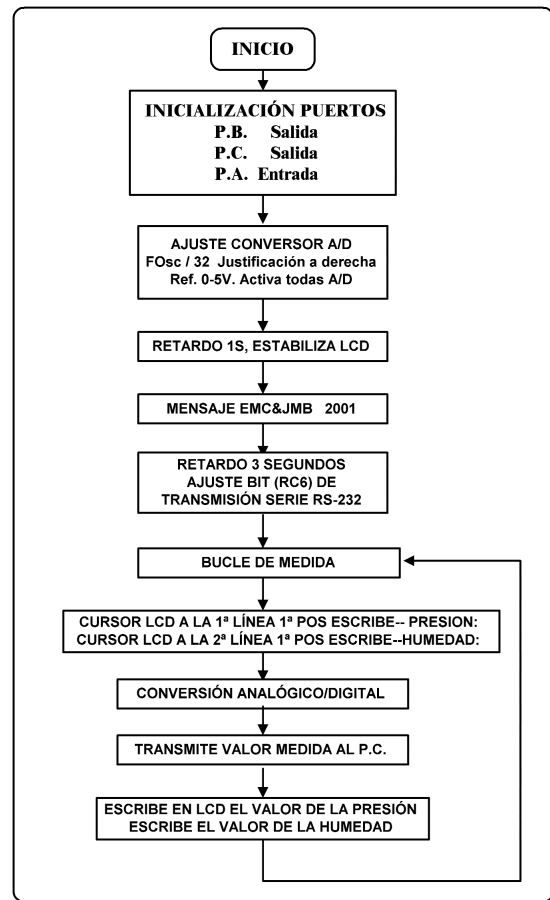 INICIO
INICIALIZACIÓN PUERTOS
P.B. Salida
P.C. Salida
P.A. Entrada
AJUSTE CONVERSOR A/D
FOsc / 32 Justificación a derecha
Ref. 0-5V. Activa todas A/D
RETARDO 1S, ESTABILIZA LCD
MENSAJE EMC&JMB 2001
RETARDO 3 SEGUNDOS
AJUSTE BIT (RC6) DE
TRANSMISIÓN SERIE RS-232
BUCLE DE MEDIDA
CURSOR LCD A LA 1ª LÍNEA 1ª POS ESCRIBE-- PRESION:
CURSOR LCD A LA 2ª LÍNEA 1ª POS ESCRIBE--HUMEDAD:
CONVERSIÓN ANALÓGICO/DIGITAL
TRANSMITE VALOR MEDIDA AL P.C.
ESCRIBE EN LCD EL VALOR DE LA PRESIÓN
ESCRIBE EL VALOR DE LA HUMEDAD